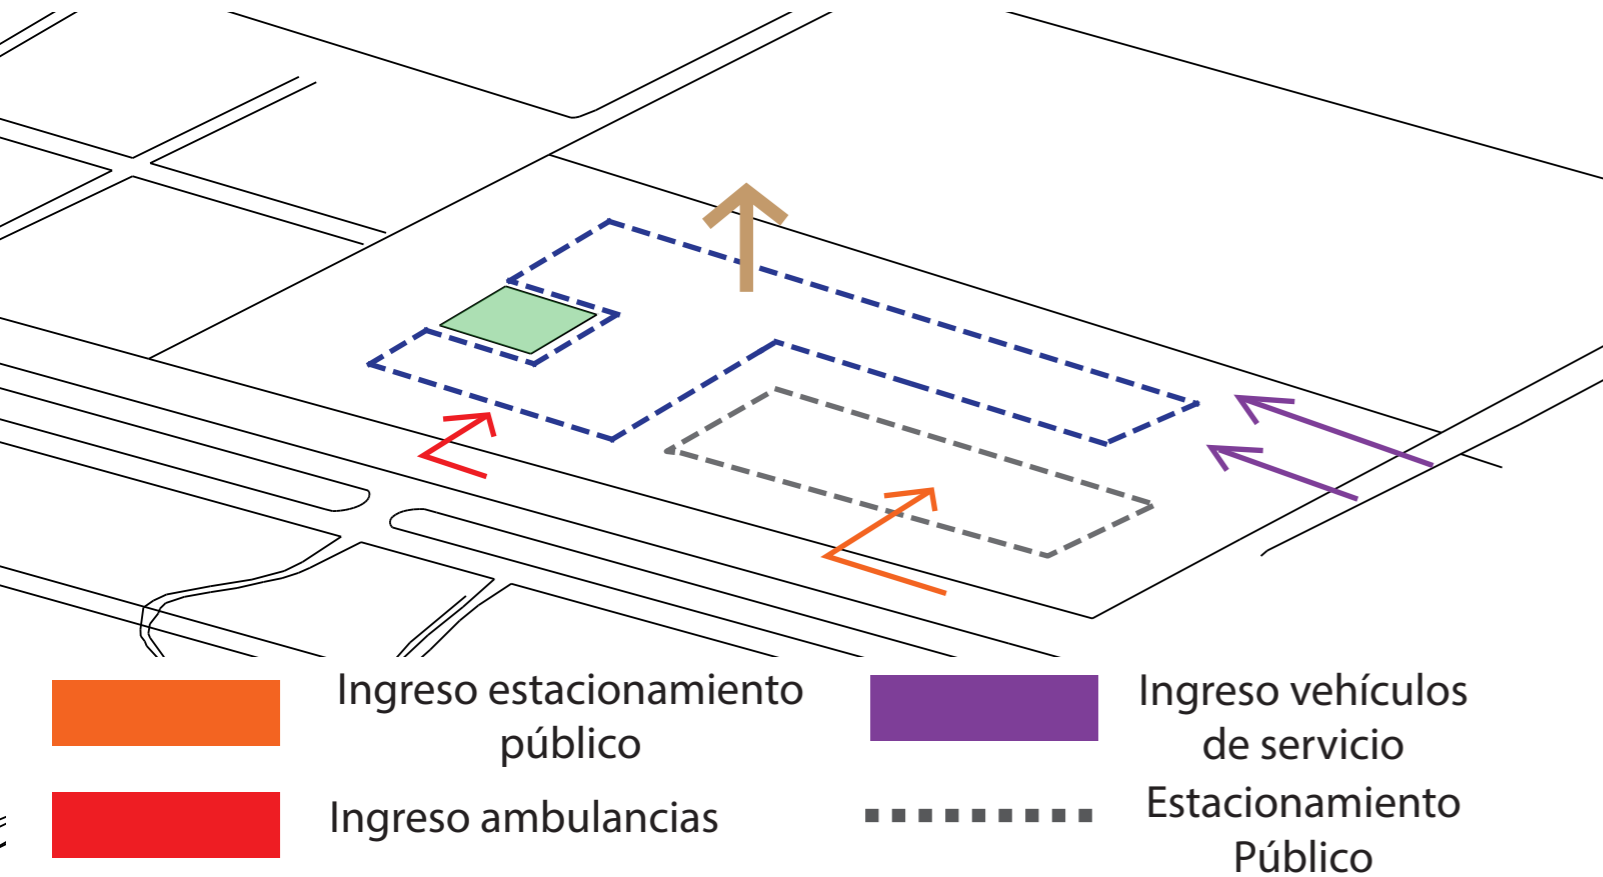 Ingreso estacionamiento
público
Ingreso vehículos
de servicio
Ingreso ambulancias
Estacionamiento
Público